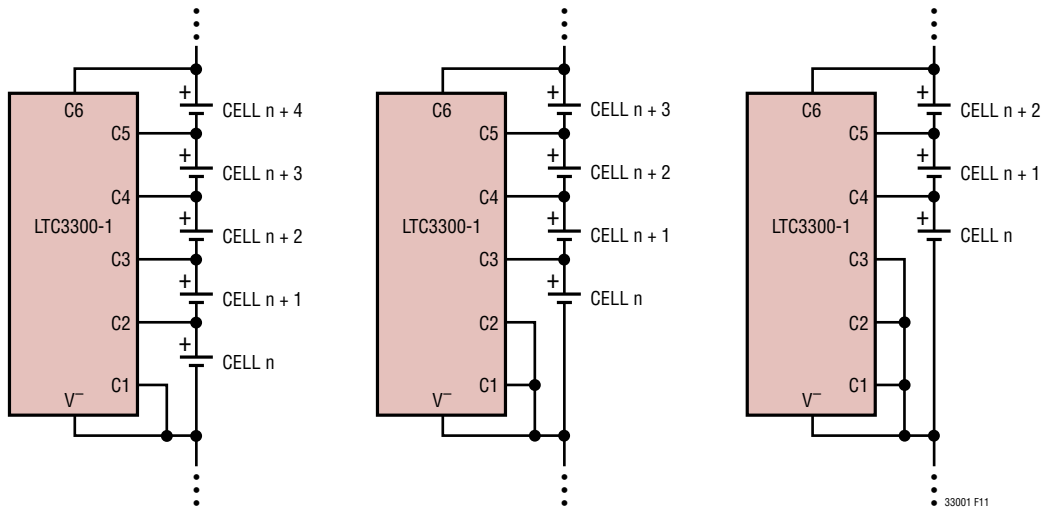 C6
C5
C4
LTC3300-1
C3
C2
C1
V–
+
CELL n + 4
+
CELL n + 3
+
CELL n + 2
+
CELL n + 1
+
CELL n
C6
C5
C4
LTC3300-1
C3
C2
C1
V–
+
CELL n + 3
+
CELL n + 2
+
CELL n + 1
+
CELL n
C6
C5
C4
LTC3300-1
C3
C2
C1
V–
+
CELL n + 2
+
CELL n + 1
+
CELL n
33001 F11